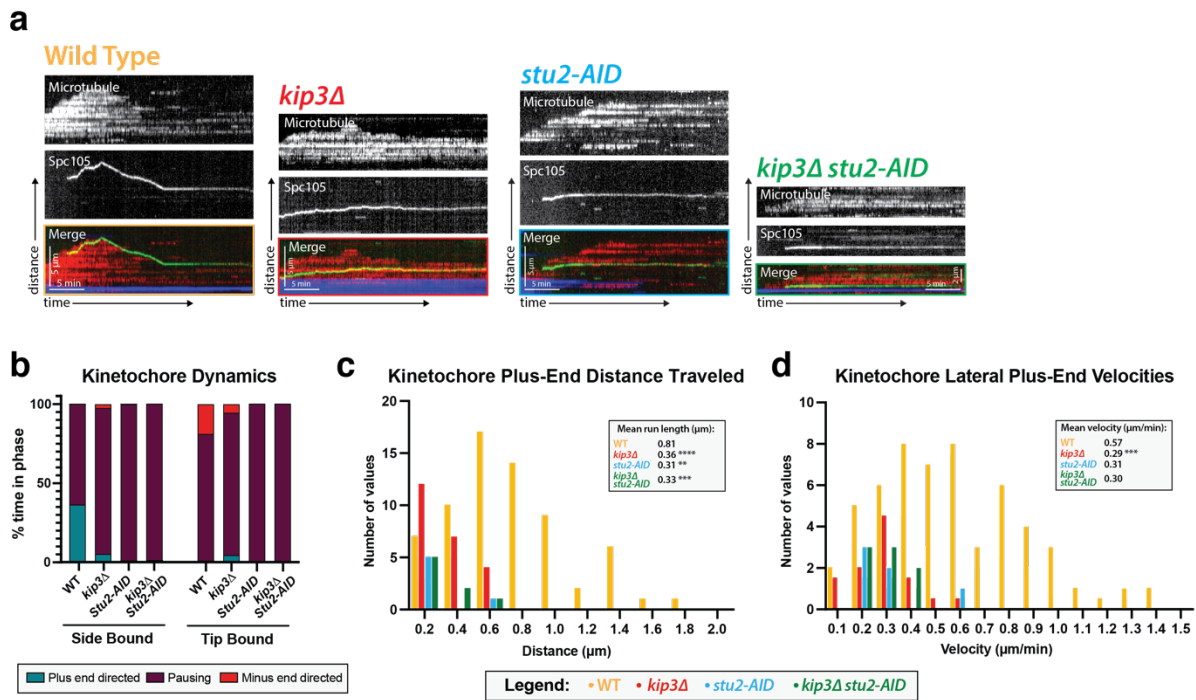 a
Wild Type
Microtubule
Spc105
Merge
5 µm
5 min
distance
time
kip3Δ
Microtubule
Spc105
Merge
5 µm
5 min
distance
time
stu2-AID
Microtubule
Spc105
Merge
5 µm
5 min
distance
time
kip3Δ stu2-AID
Microtubule
Spc105
Merge
2µm
5 min
distance
time
b
Kinetochore Dynamics
% time in phase
100
50
0
WT
kip3Δ
Stu2-AID
kip3Δ
Stu2-AID
WT
kip3Δ
Stu2-AID
kip3Δ
Stu2-AID
Side Bound
Tip Bound
Plus end directed
Pausing
Minus end directed
c
Kinetochore Plus-End Distance Traveled
Number of values
20
15
10
5
0
0.2 0.4 0.6 0.8 1.0 1.2 1.4 1.6 1.8 2.0
Distance (µm)
Mean run length (µm):
WT 0.81
kip3Δ 0.36 ****
stu2-AID 0.31 **
kip3Δ
stu2-AID 0.33 ***
d
Kinetochore Lateral Plus-End Velocities
Number of values
10
8
6
4
2
0
0.1 0.2 0.3 0.4 0.5 0.6 0.7 0.8 0.9 1.0 1.1 1.2 1.3 1.4 1.5
Velocity (µm/min)
Mean velocity (µm/min):
WT 0.57
kip3Δ 0.29 ***
stu2-AID 0.31
kip3Δ
stu2-AID 0.30
Legend: WT kip3Δ stu2-AID kip3Δ stu2-AID